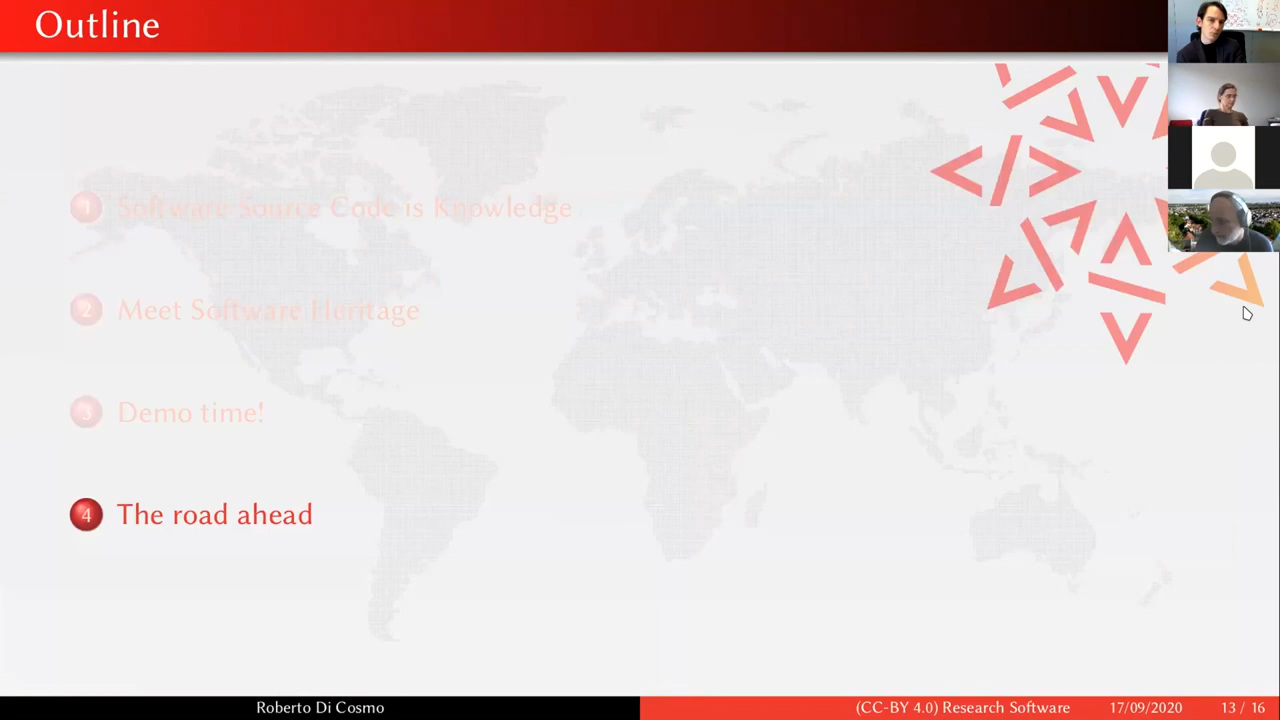 Outline
1 Software Source Code is Knowledge
2 Meet Software Heritage
3 Demo time!
4 The road ahead
Roberto Di Cosmo
(CC-BY 4.0) Research Software
17/09/2020
13 / 16